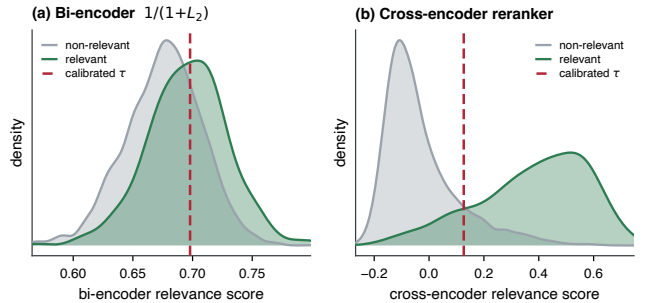 (a) Bi-encoder 1/(1+L₂)
non-relevant
relevant
calibrated τ
density
0.60 0.65 0.70 0.75
bi-encoder relevance score
(b) Cross-encoder reranker
non-relevant
relevant
calibrated τ
density
−0.2 0.0 0.2 0.4 0.6
cross-encoder relevance score